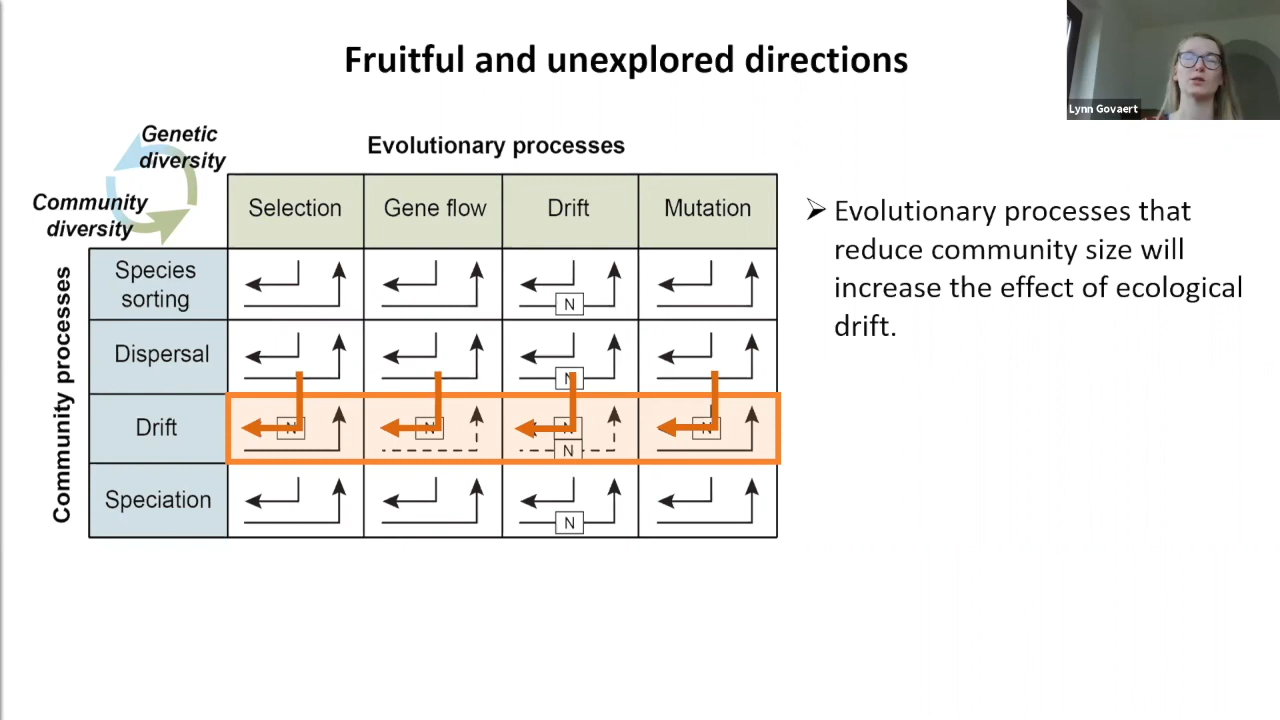 Fruitful and unexplored directions
Lynn Govaert
Genetic
diversity
Community
diversity
Evolutionary processes
Selection
Gene flow
Drift
Mutation
Community processes
Species
sorting
N
Dispersal
N
Drift
N
N
N
N
N
Speciation
N
➢ Evolutionary processes that
reduce community size will
increase the effect of ecological
drift.